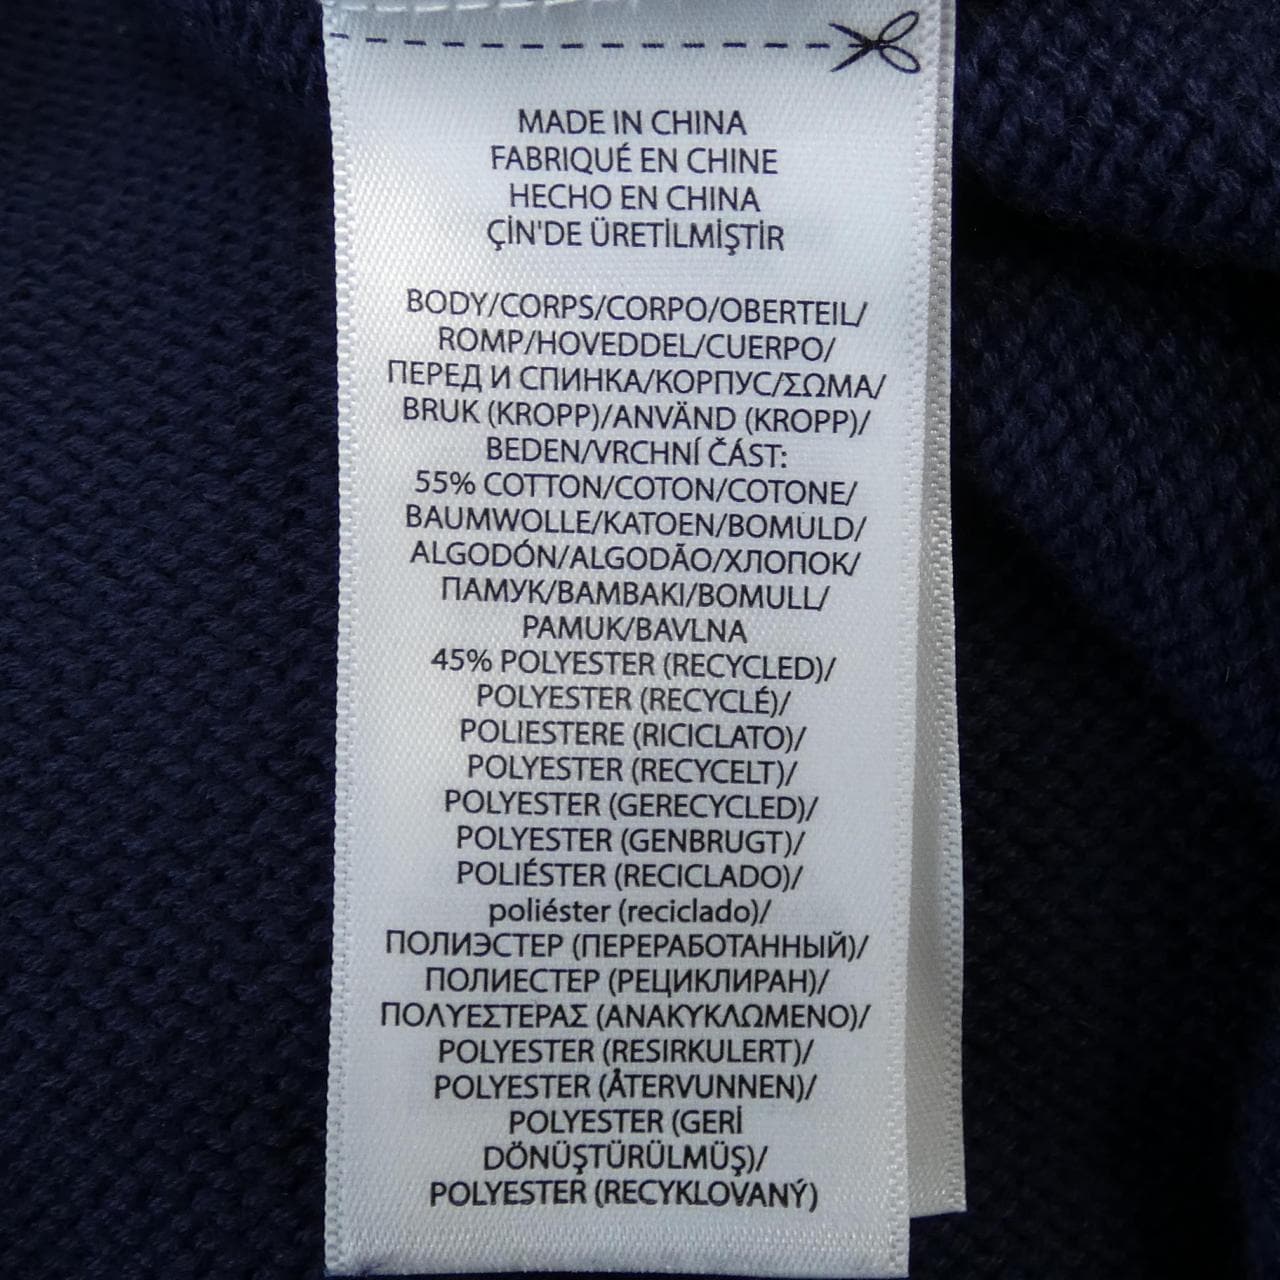 MADE IN CHINA
FABRIQUÉ EN CHINE
HECHO EN CHINA
ÇİN'DE ÜRETİLMİŞTİR
BODY/CORPS/CORPO/OBERTEIL/
ROMP/HOVEDDEL/CUERPO/
ПЕРЕД И СПИНКА/КОРПУС/ΣΩΜΑ/
BRUK (KROPP)/ANVÄND (KROPP)/
BEDEN/VRCHNÍ ČÁST:
55% COTTON/COTON/COTONE/
BAUMWOLLE/KATOEN/BOMULD/
ALGODÓN/ALGODÃO/ХЛОПОК/
ПАМУК/BAMBAKI/BOMULL/
PAMUK/BAVLNA
45% POLYESTER (RECYCLED)/
POLYESTER (RECYCLÉ)/
POLIESTERE (RICICLATO)/
POLYESTER (RECYCELT)/
POLYESTER (GERECYCLED)/
POLYESTER (GENBRUGT)/
POLIÉSTER (RECICLADO)/
poliéster (reciclado)/
ПОЛИЭСТЕР (ПЕРЕРАБОТАННЫЙ)/
ПОЛИЕСТЕР (РЕЦИКЛИРАН)/
ΠΟΛΥΕΣΤΕΡΑΣ (ΑΝΑΚΥΚΛΩΜΕΝΟ)/
POLYESTER (RESIRKULERT)/
POLYESTER (ÅTERVUNNEN)/
POLYESTER (GERİ
DÖNÜŞTÜRÜLMÜŞ)/
POLYESTER (RECYKLOVANÝ)